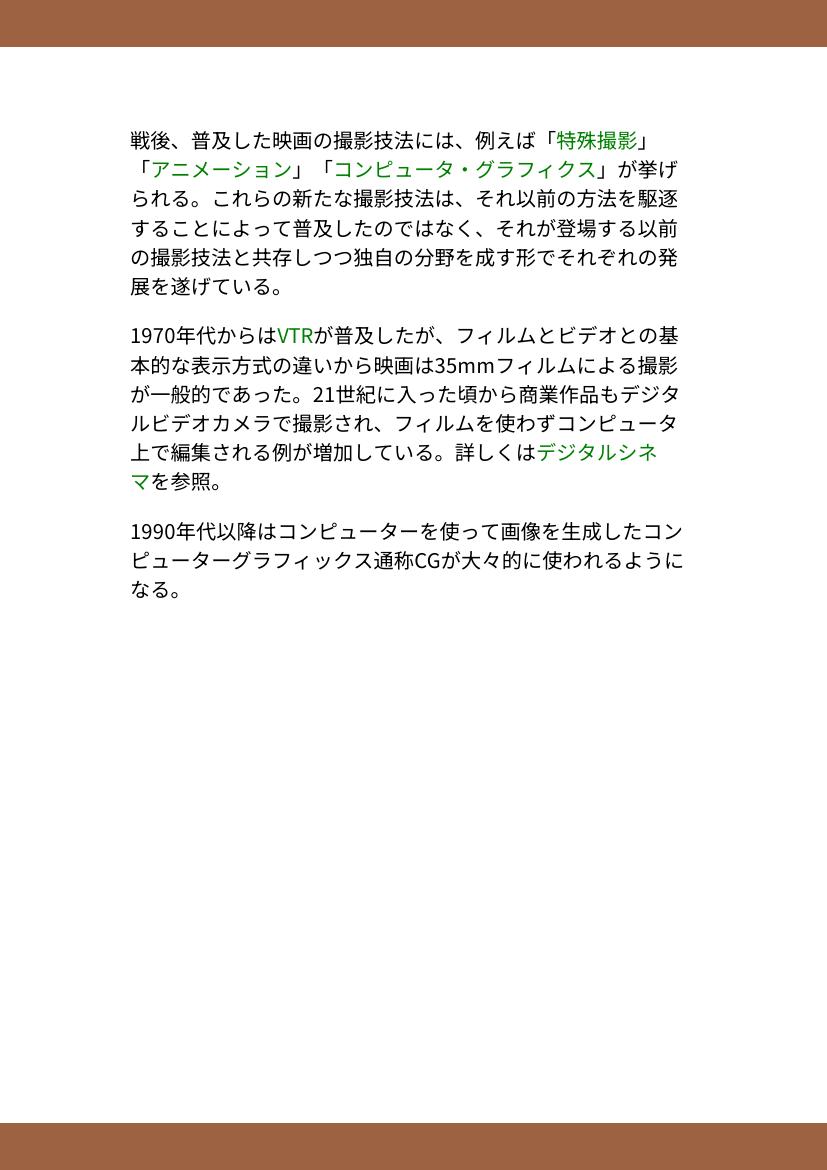 戦後、普及した映画の撮影技法には、例えば「特殊撮影」
「アニメーション」「コンピュータ・グラフィクス」が挙げ
られる。これらの新たな撮影技法は、それ以前の方法を駆逐
することによって普及したのではなく、それが登場する以前
の撮影技法と共存しつつ独自の分野を成す形でそれぞれの発
展を遂げている。
1970年代からはVTRが普及したが、フィルムとビデオとの基
本的な表示方式の違いから映画は35mmフィルムによる撮影
が一般的であった。21世紀に入った頃から商業作品もデジタ
ルビデオカメラで撮影され、フィルムを使わずコンピュータ
上で編集される例が増加している。詳しくはデジタルシネ
マを参照。
1990年代以降はコンピューターを使って画像を生成したコン
ピューターグラフィックス通称CGが大々的に使われるように
なる。